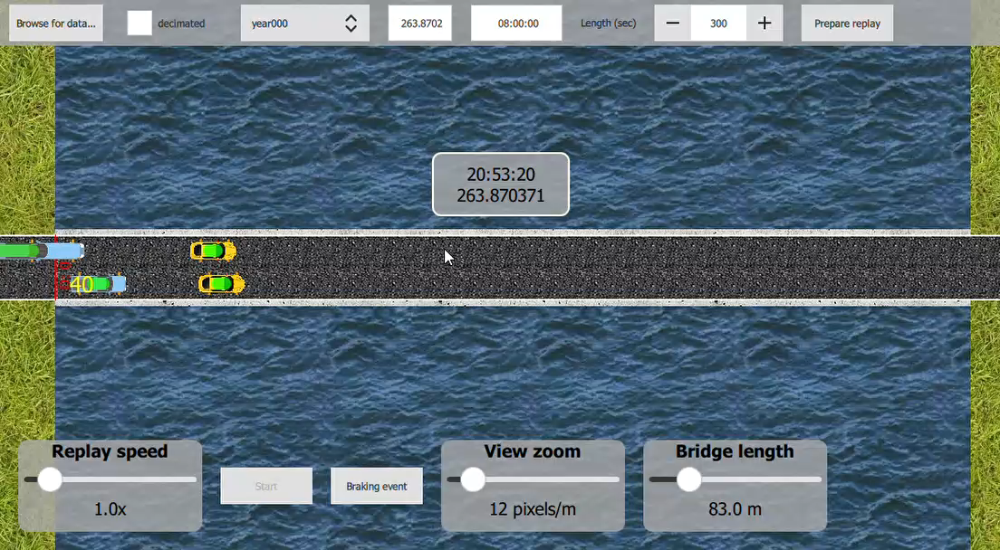 Browse for data...
decimated
year000
263.8702
08:00:00
Length (sec)
300
Prepare replay
20:53:20
263.870371
40
Replay speed
1.0x
Start
Braking event
View zoom
12 pixels/m
Bridge length
83.0 m